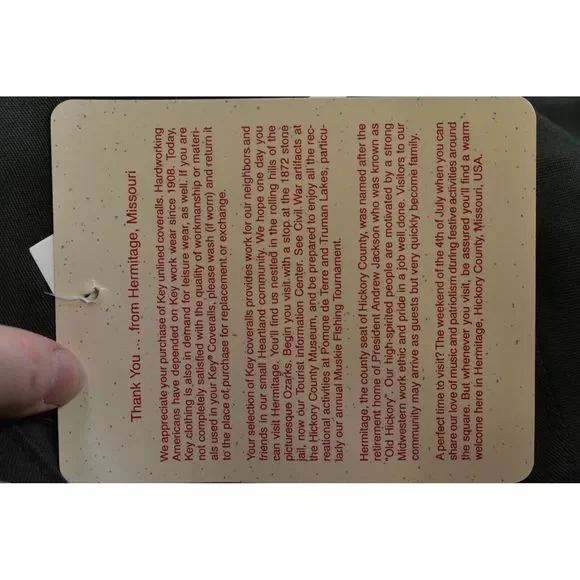 Thank You ... .from Hermitage, Missouri
We appreciate your purchase of Key unlined coveralls. Hardworking
Americans have depended on Key work wear since 1908. Today,
Key clothing is also in demand for leisure wear, as well. If you are
not completely satisfied with the quality of workmanship or materi-
als used in your Key® Coveralls, please wash (if worn) and return it
to the place of purchase for replacement or exchange.
Your selection of Key coveralls provides work for our neighbors and
friends in our small Heartland community. We hope one day you
can visit Hermitage. You'll find us nestled in the rolling hills of the
picturesque Ozarks. Begin you visit with a stop at the 1872 stone
jail, now our Tourist Information Center. See Civil War artifacts at
the Hickory County Museum, and be prepared to enjoy all the rec-
reational activities at Pomme de Terre and Truman Lakes, particu-
larly our annual Muskie Fishing Tournament.
Hermitage, the county seat of Hickory County, was named after the
retirement home of President Andrew Jackson who was known as
"Old Hickory". Our high-spirited people are motivated by a strong
Midwestern work ethic and pride in a job well done. Visitors to our
community may arrive as guests but very quickly become family.
A perfect time to visit? The weekend of the 4th of July when you can
share our love of music and patriotism during festive activities around
the square. But whenever you visit, be assured you'll find a warm
welcome here in Hermitage, Hickory County, Missouri, USA.